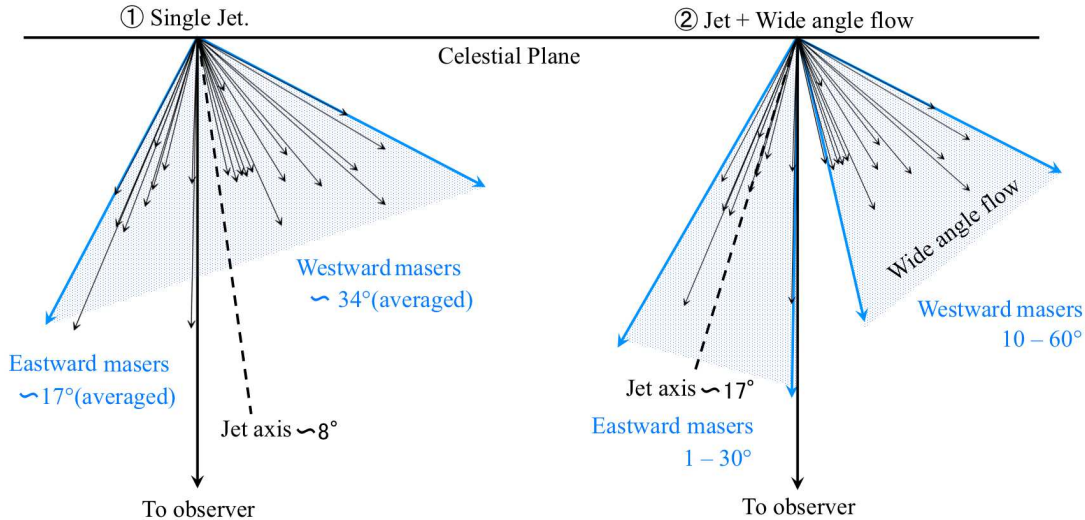 ① Single Jet.
② Jet + Wide angle flow
Celestial Plane
Westward masers
∽ 34°(averaged)
Eastward masers
∽17°(averaged)
Jet axis ∽8°
To observer
Wide angle flow
Westward masers
10 – 60°
Jet axis ∽17°
Eastward masers
1 – 30°
To observer